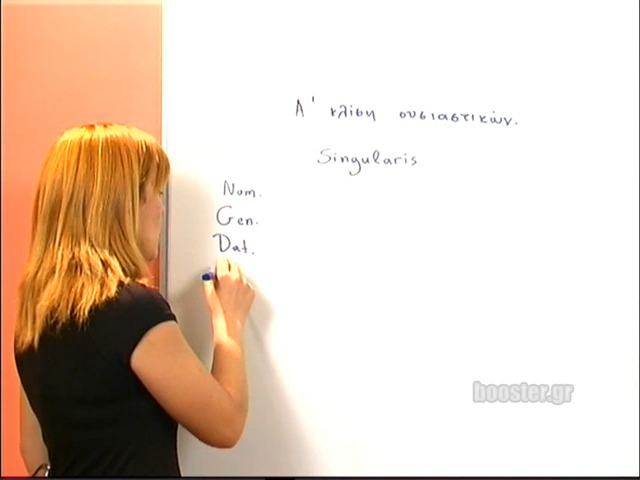 Α' κλίση ουσιαστικών.
Singularis
Nom.
Gen.
Dat.
booster.gr